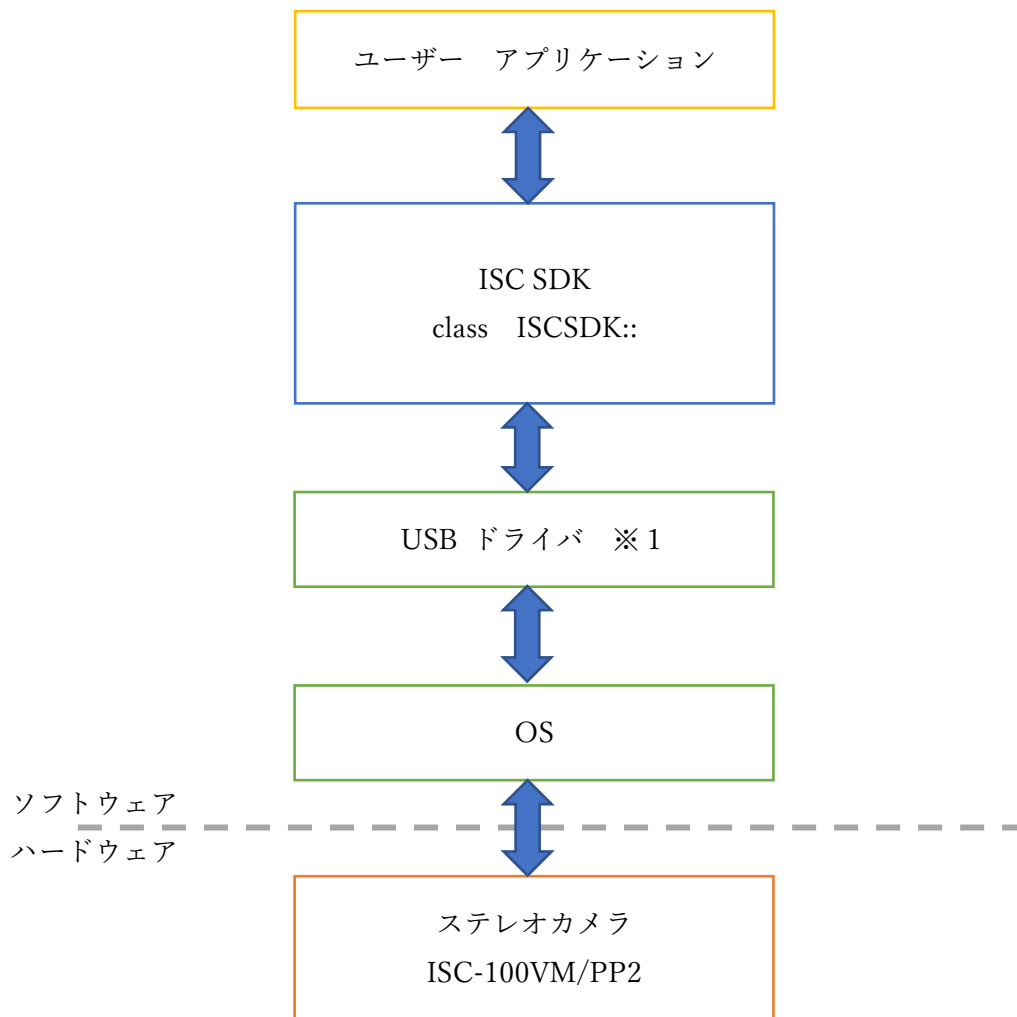 ユーザー　アプリケーション
ISC SDK
class　ISCSDK::
USB ドライバ　※１
OS
ソフトウェア
ハードウェア
ステレオカメラ
ISC-100VM/PP2